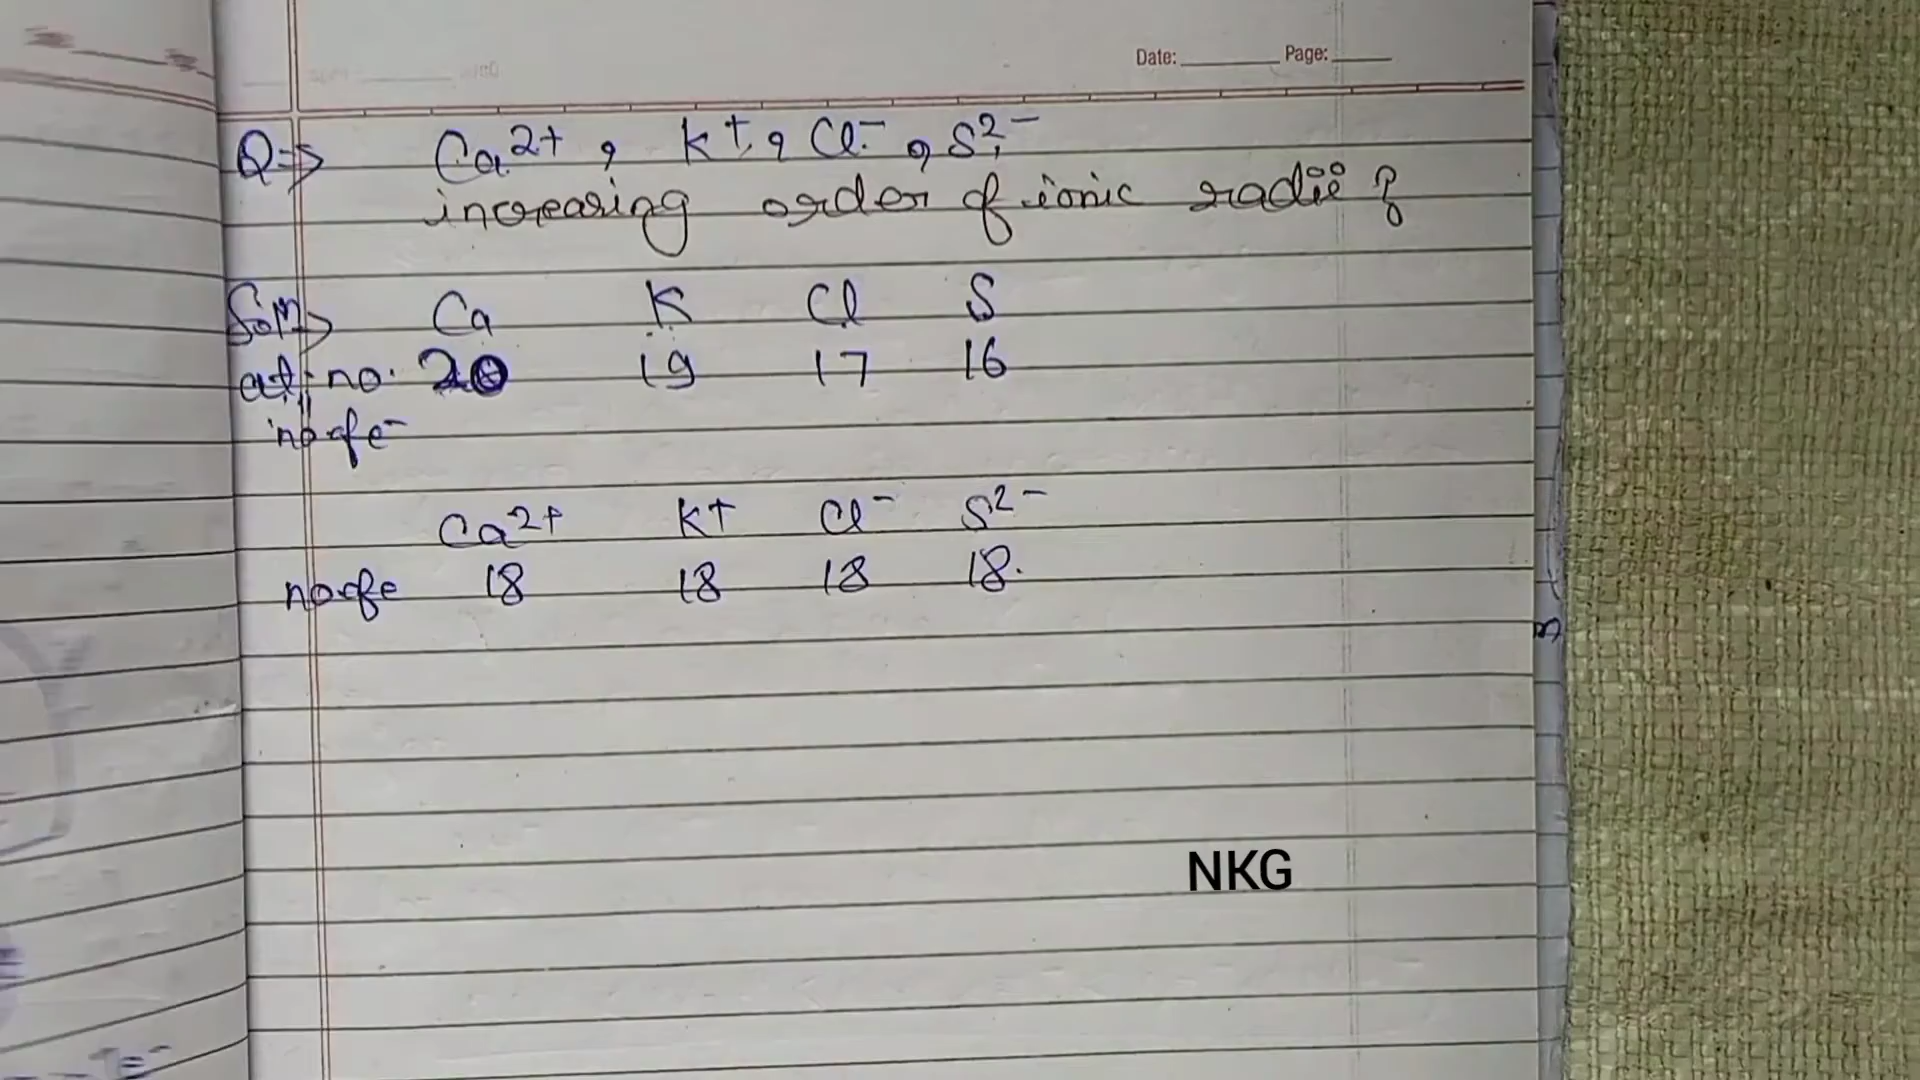 Date: Page:
Q⇒ Ca2+, K+, Cl-, S2-
increasing order of ionic radii ?
Soln> Ca K Cl S
at. no. 20 19 17 16
no of e-
Ca2+ K+ Cl- S2-
no of e 18 18 18 18.
NKG